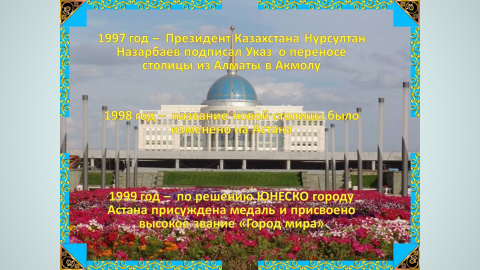 1997 год – Президент Казахстана Нурсултан
Назарбаев подписал Указ о переносе
столицы из Алматы в Акмолу
1998 год – название новой столицы было
изменено на Астана
1999 год – по решению ЮНЕСКО городу
Астана присуждена медаль и присвоено
высокое звание «Город мира»